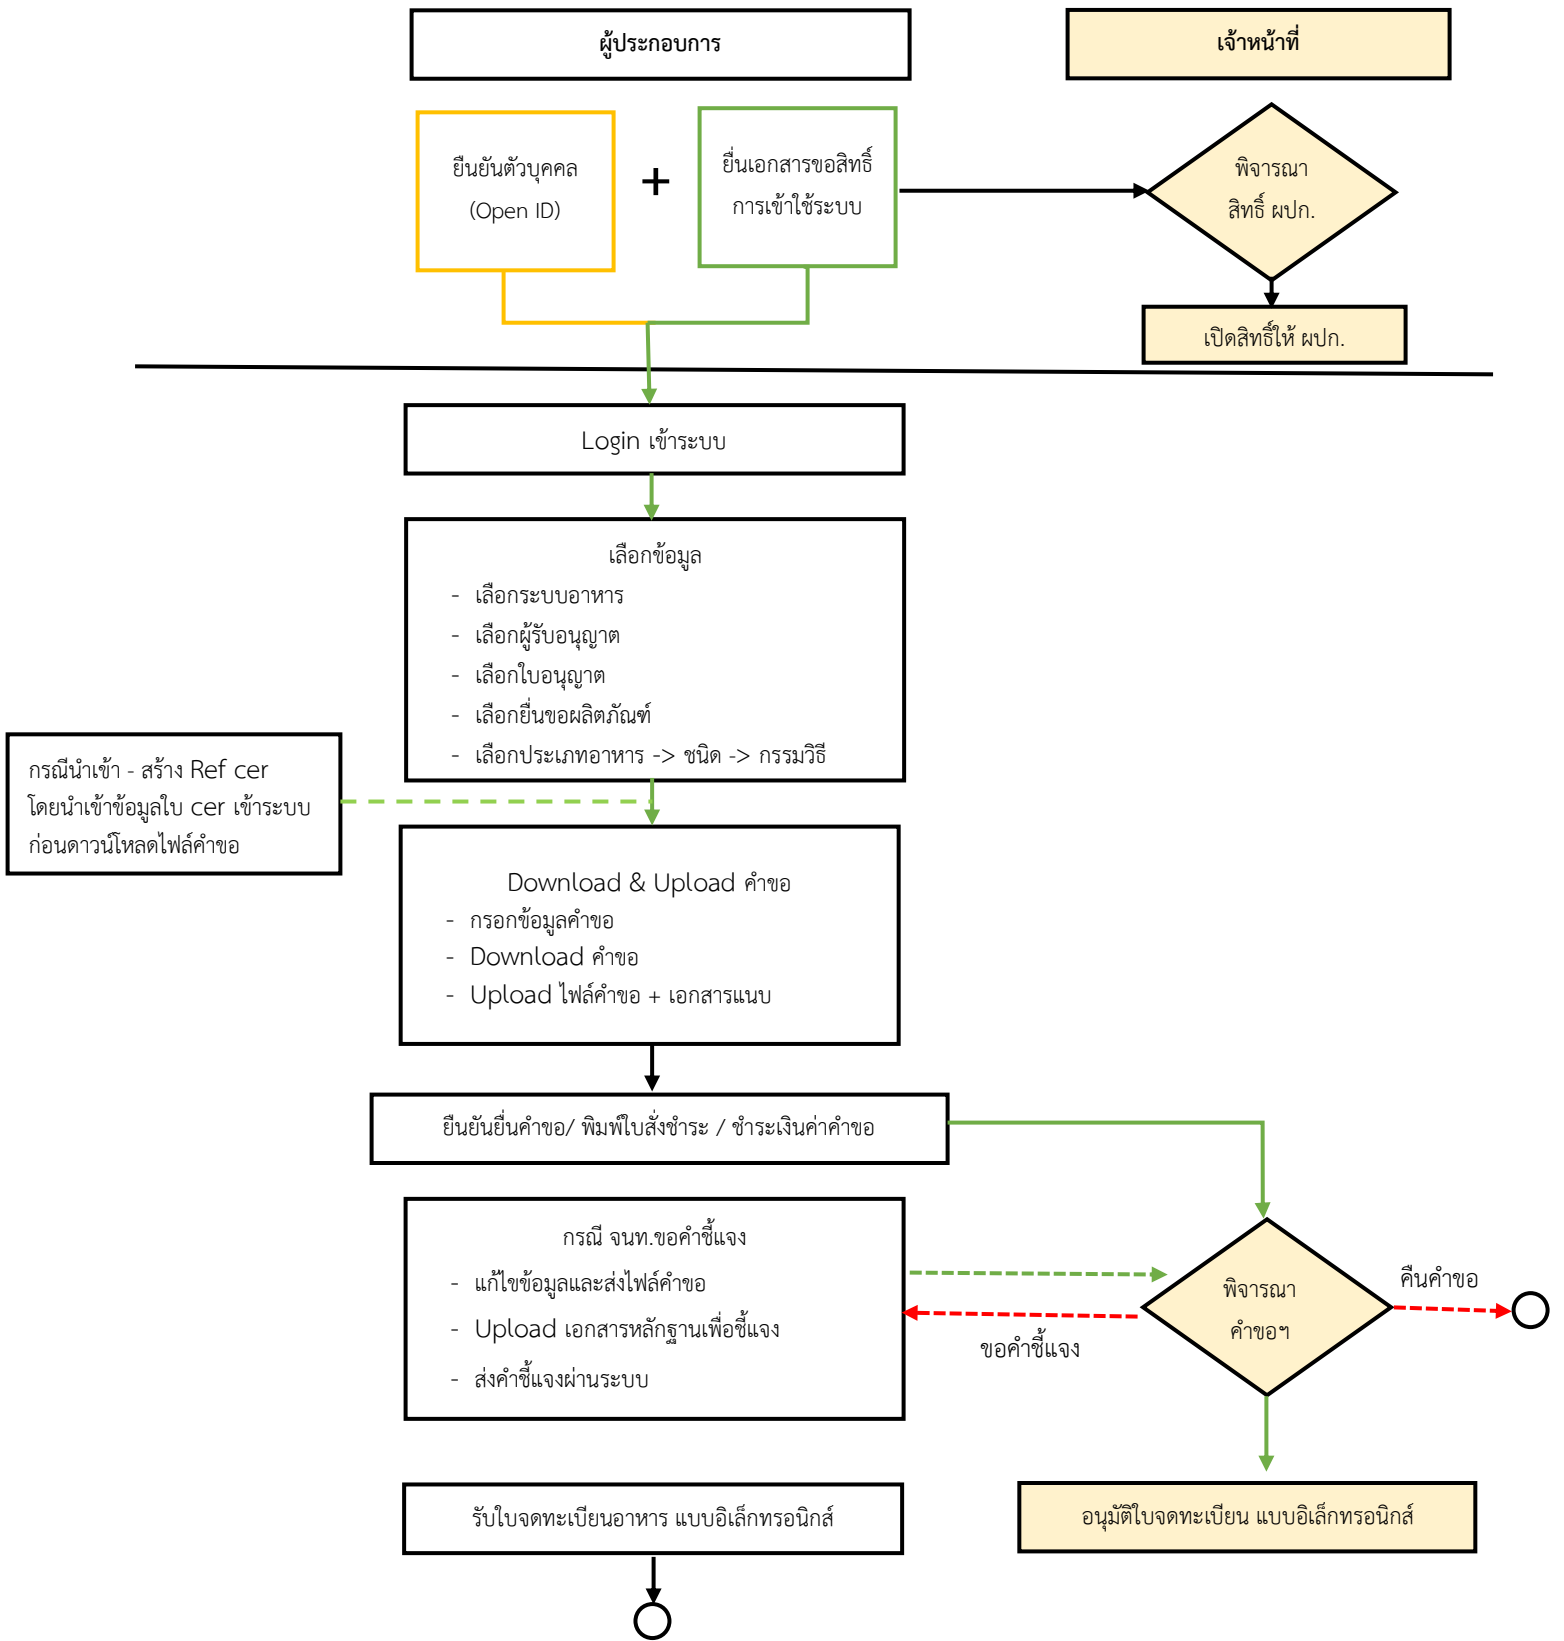 ผู้ประกอบการ
เจ้าหน้าที่
ยืนยันตัวบุคคล
(Open ID)
+
ยื่นเอกสารขอสิทธิ์
การเข้าใช้ระบบ
พิจารณา
สิทธิ์ ผปก.
เปิดสิทธิ์ให้ ผปก.
Login เข้าระบบ
เลือกข้อมูล
- เลือกระบบอาหาร
- เลือกผู้รับอนุญาต
- เลือกใบอนุญาต
- เลือกยื่นขอผลิตภัณฑ์
- เลือกประเภทอาหาร -> ชนิด -> กรรมวิธี
กรณีนำเข้า - สร้าง Ref cer
โดยนำเข้าข้อมูลใบ cer เข้าระบบ
ก่อนดาวน์โหลดไฟล์คำขอ
Download & Upload คำขอ
- กรอกข้อมูลคำขอ
- Download คำขอ
- Upload ไฟล์คำขอ + เอกสารแนบ
ยืนยันยื่นคำขอ/ พิมพ์ใบสั่งชำระ / ชำระเงินค่าคำขอ
กรณี จนท.ขอคำชี้แจง
- แก้ไขข้อมูลและส่งไฟล์คำขอ
- Upload เอกสารหลักฐานเพื่อชี้แจง
- ส่งคำชี้แจงผ่านระบบ
ขอคำชี้แจง
พิจารณา
คำขอฯ
คืนคำขอ
รับใบจดทะเบียนอาหาร แบบอิเล็กทรอนิกส์
อนุมัติใบจดทะเบียน แบบอิเล็กทรอนิกส์